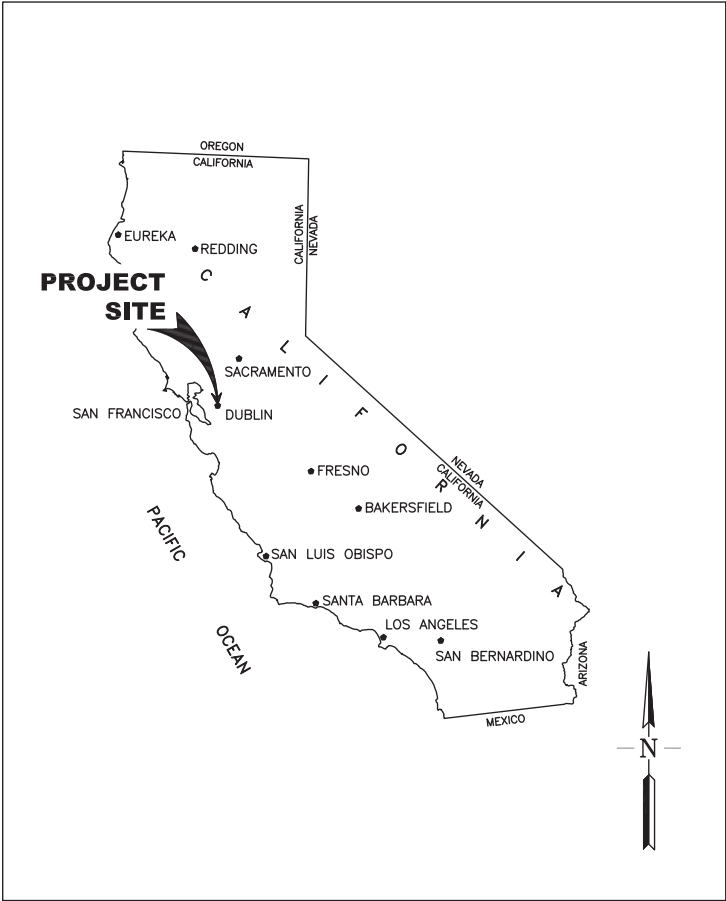 OREGON
CALIFORNIA
CALIFORNIA
NEVADA
EUREKA
REDDING
PROJECT
SITE
CALIFORNIA
SACRAMENTO
SAN FRANCISCO
DUBLIN
FRESNO
NEVADA
CALIFORNIA
BAKERSFIELD
PACIFIC
OCEAN
SAN LUIS OBISPO
SANTA BARBARA
LOS ANGELES
SAN BERNARDINO
ARIZONA
MEXICO
N